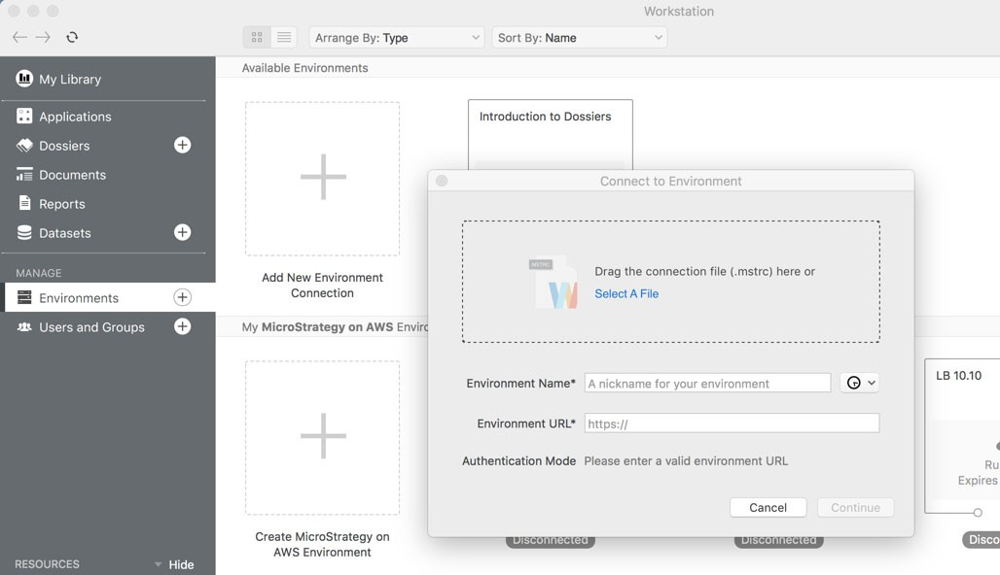 Workstation
Arrange By: Type
Sort By: Name
My Library
Applications
Dossiers
Documents
Reports
Datasets
MANAGE
Environments
Users and Groups
RESOURCES
Hide
Available Environments
Introduction to Dossiers
Add New Environment
Connection
My MicroStrategy on AWS Enviro
Create MicroStrategy on
AWS Environment
Connect to Environment
MSTRC
Drag the connection file (.mstrc) here or
Select A File
Environment Name*
A nickname for your environment
Environment URL*
https://
Authentication Mode
Please enter a valid environment URL
Cancel
Continue
LB 10.10
Ru
Expires
Disconnected
Disconnected
Disco